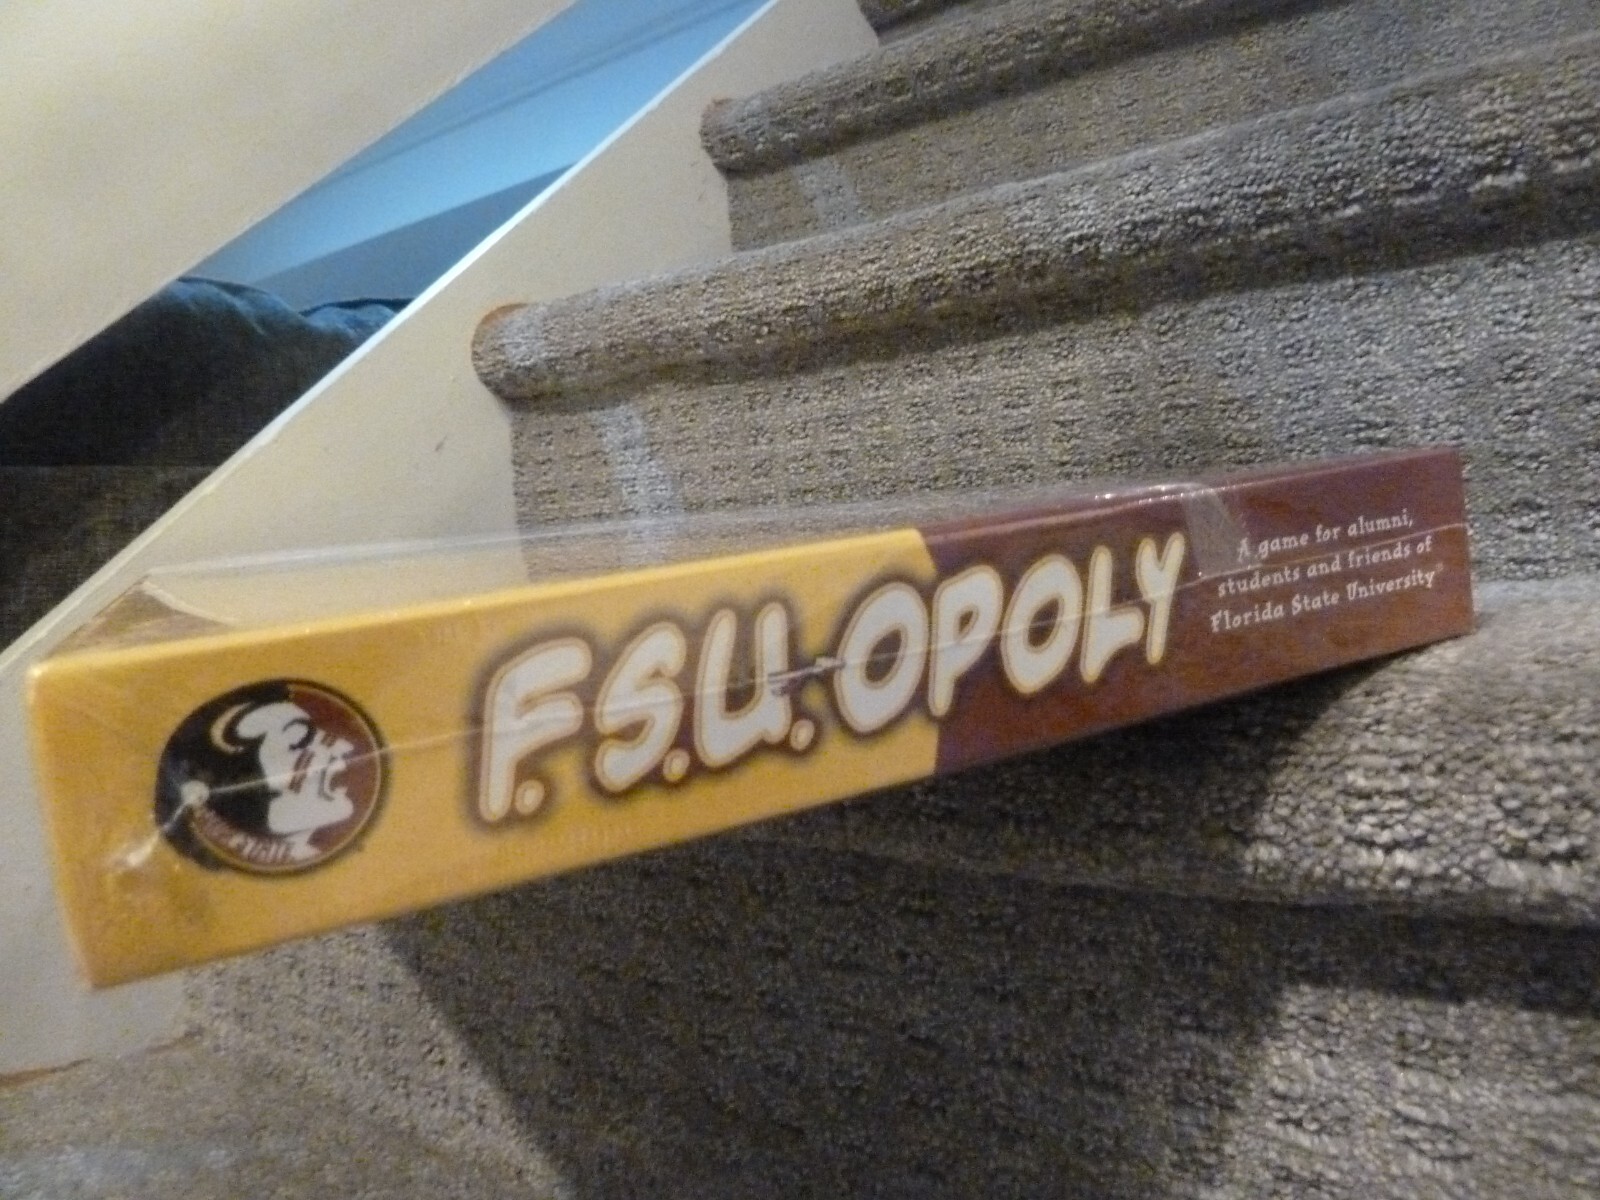 F.S.U.OPOLY
A game for alumni,
students and friends of
Florida State University®